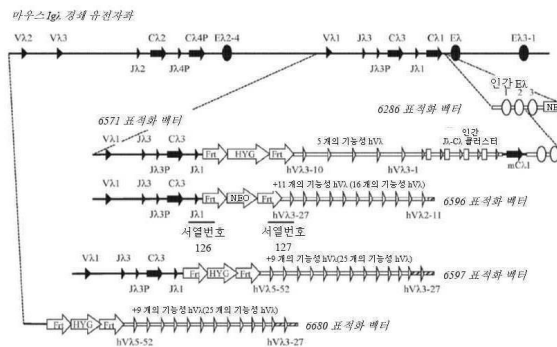 마우스 Igλ 경쇄 유전자좌
Vλ2 Vλ3 Cλ2 Cλ4P Eλ2-4 Vλ1 Jλ3 Cλ3 Cλ1 Eλ Eλ3-1
Jλ2 Jλ4P Jλ3P Jλ1
인간 Eλ
1 2 3
6286 표적화 벡터
NEO
6571 표적화 벡터
Vλ1 Jλ3 Cλ3
Jλ3P Jλ1
Frt HYG Frt
5 개의 기능성 hVλ
인간
Jλ-Cλ 클러스터
hVλ3-10 hVλ3-1 mCλ1
Vλ1 Jλ3 Cλ3
Jλ3P Jλ1
Frt NEO Frt
+11 개의 기능성 hVλ (16 개의 기능성 hVλ)
6596 표적화 벡터
hVλ3-27 hVλ2-11
서열번호 126
서열번호 127
Vλ1 Jλ3 Cλ3
Jλ3P Jλ1
Frt HYG Frt
+9 개의 기능성 hVλ(25 개의 기능성 hVλ)
6597 표적화 벡터
hVλ5-52 hVλ3-27
Frt HYG Frt
+9 개의 기능성 hVλ(25 개의 기능성 hVλ)
6680 표적화 벡터
hVλ5-52 hVλ3-27